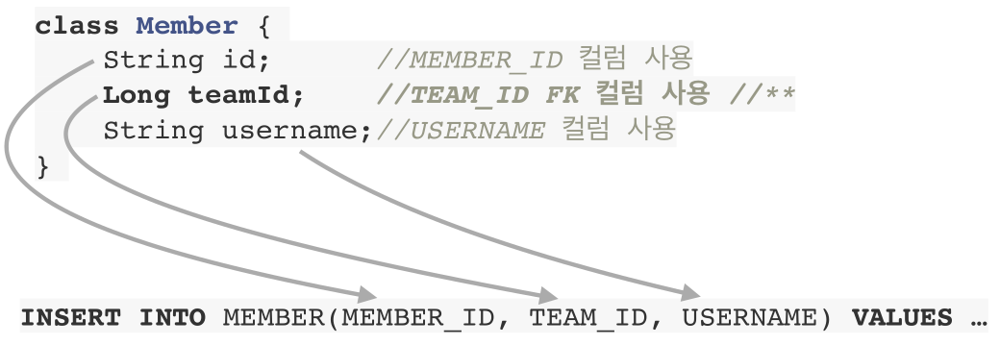 class Member {
String id; //MEMBER_ID 컬럼 사용
Long teamId; //TEAM_ID FK 컬럼 사용 //**
String username;//USERNAME 컬럼 사용
}
INSERT INTO MEMBER(MEMBER_ID, TEAM_ID, USERNAME) VALUES …